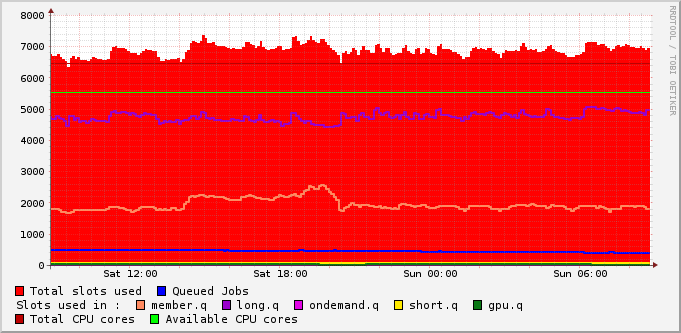 8000
7000
6000
5000
4000
3000
2000
1000
0
Sat 12:00 Sat 18:00 Sun 00:00 Sun 06:00
Total slots used Queued Jobs
Slots used in : member.q long.q ondemand.q short.q gpu.q
Total CPU cores Available CPU cores
RRDTOOL / TOBI OETIKER